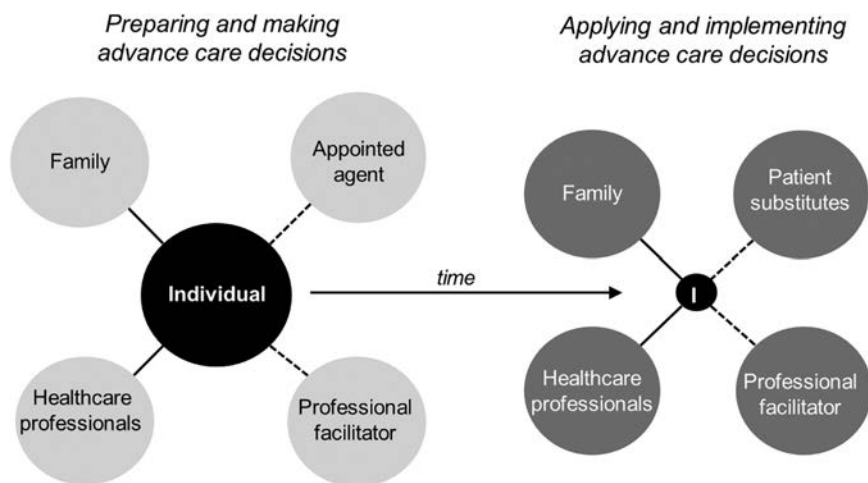 Preparing and making
advance care decisions
Family
Appointed
agent
Individual
Healthcare
professionals
Professional
facilitator
time
Applying and implementing
advance care decisions
Family
Patient
substitutes
I
Healthcare
professionals
Professional
facilitator